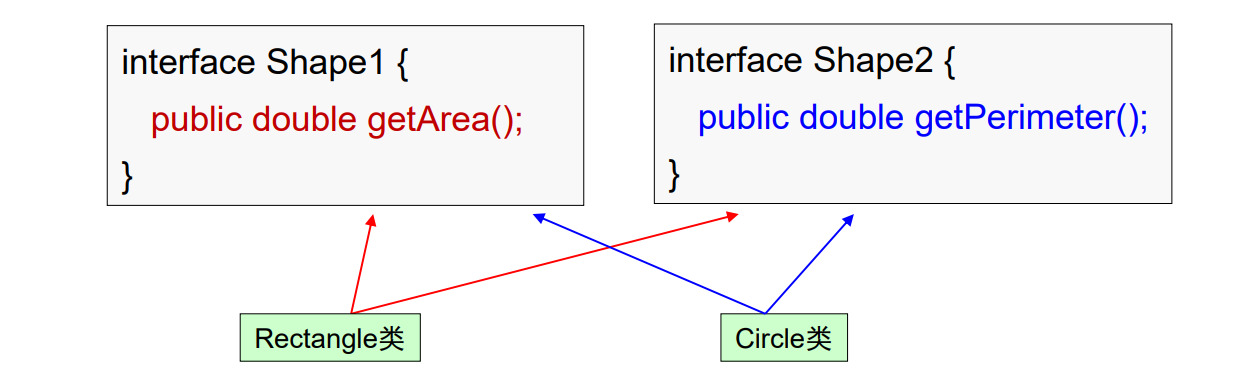 interface Shape1 {
public double getArea();
}
interface Shape2 {
public double getPerimeter();
}
Rectangle类
Circle类